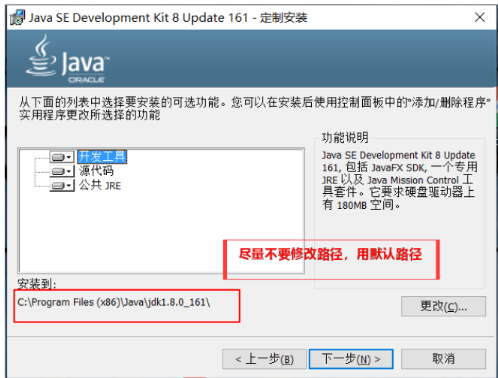 Java SE Development Kit 8 Update 161 - 定制安装
Java
ORACLE
从下面的列表中选择要安装的可选功能。您可以在安装后使用控制面板中的“添加/删除程序”
实用程序更改所选择的功能
开发工具
源代码
公共 JRE
功能说明
Java SE Development Kit 8 Update
161, 包括 JavaFX SDK, 一个专用
JRE 以及 Java Mission Control 工
具套件。它要求硬盘驱动器上
有 180MB 空间。
尽量不要修改路径，用默认路径
安装到:
C:\Program Files (x86)\Java\jdk1.8.0_161\
更改(C)...
< 上一步(B)
下一步(N) >
取消